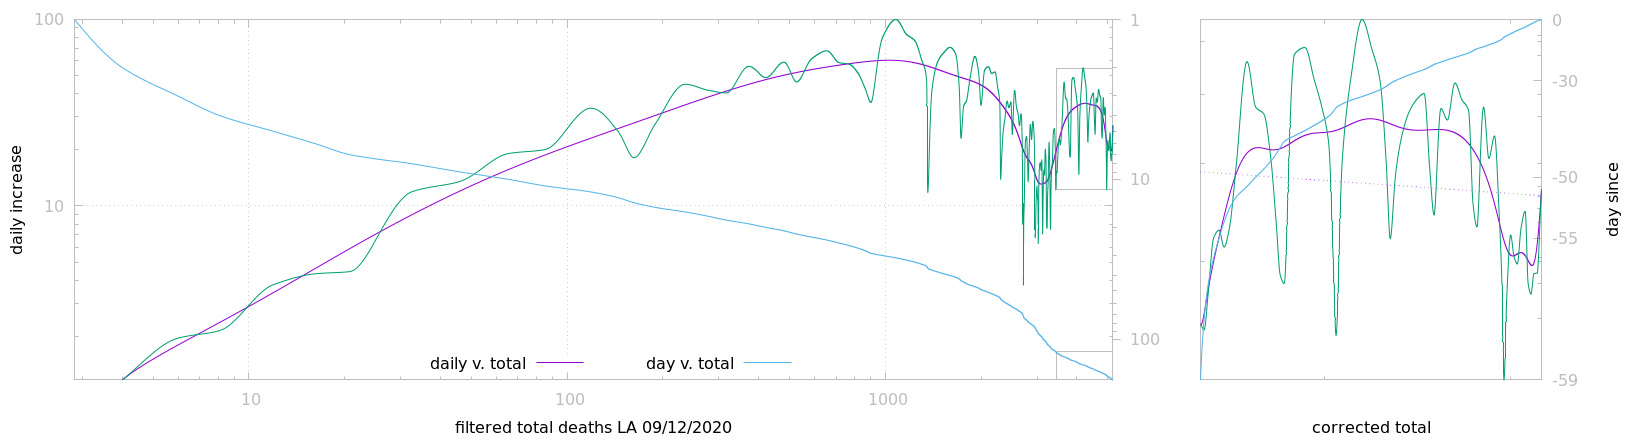 100
10
daily increase
10
100
1000
filtered total deaths LA 09/12/2020
daily v. total
day v. total
1
10
100
0
-30
-50
-55
-59
day since
corrected total